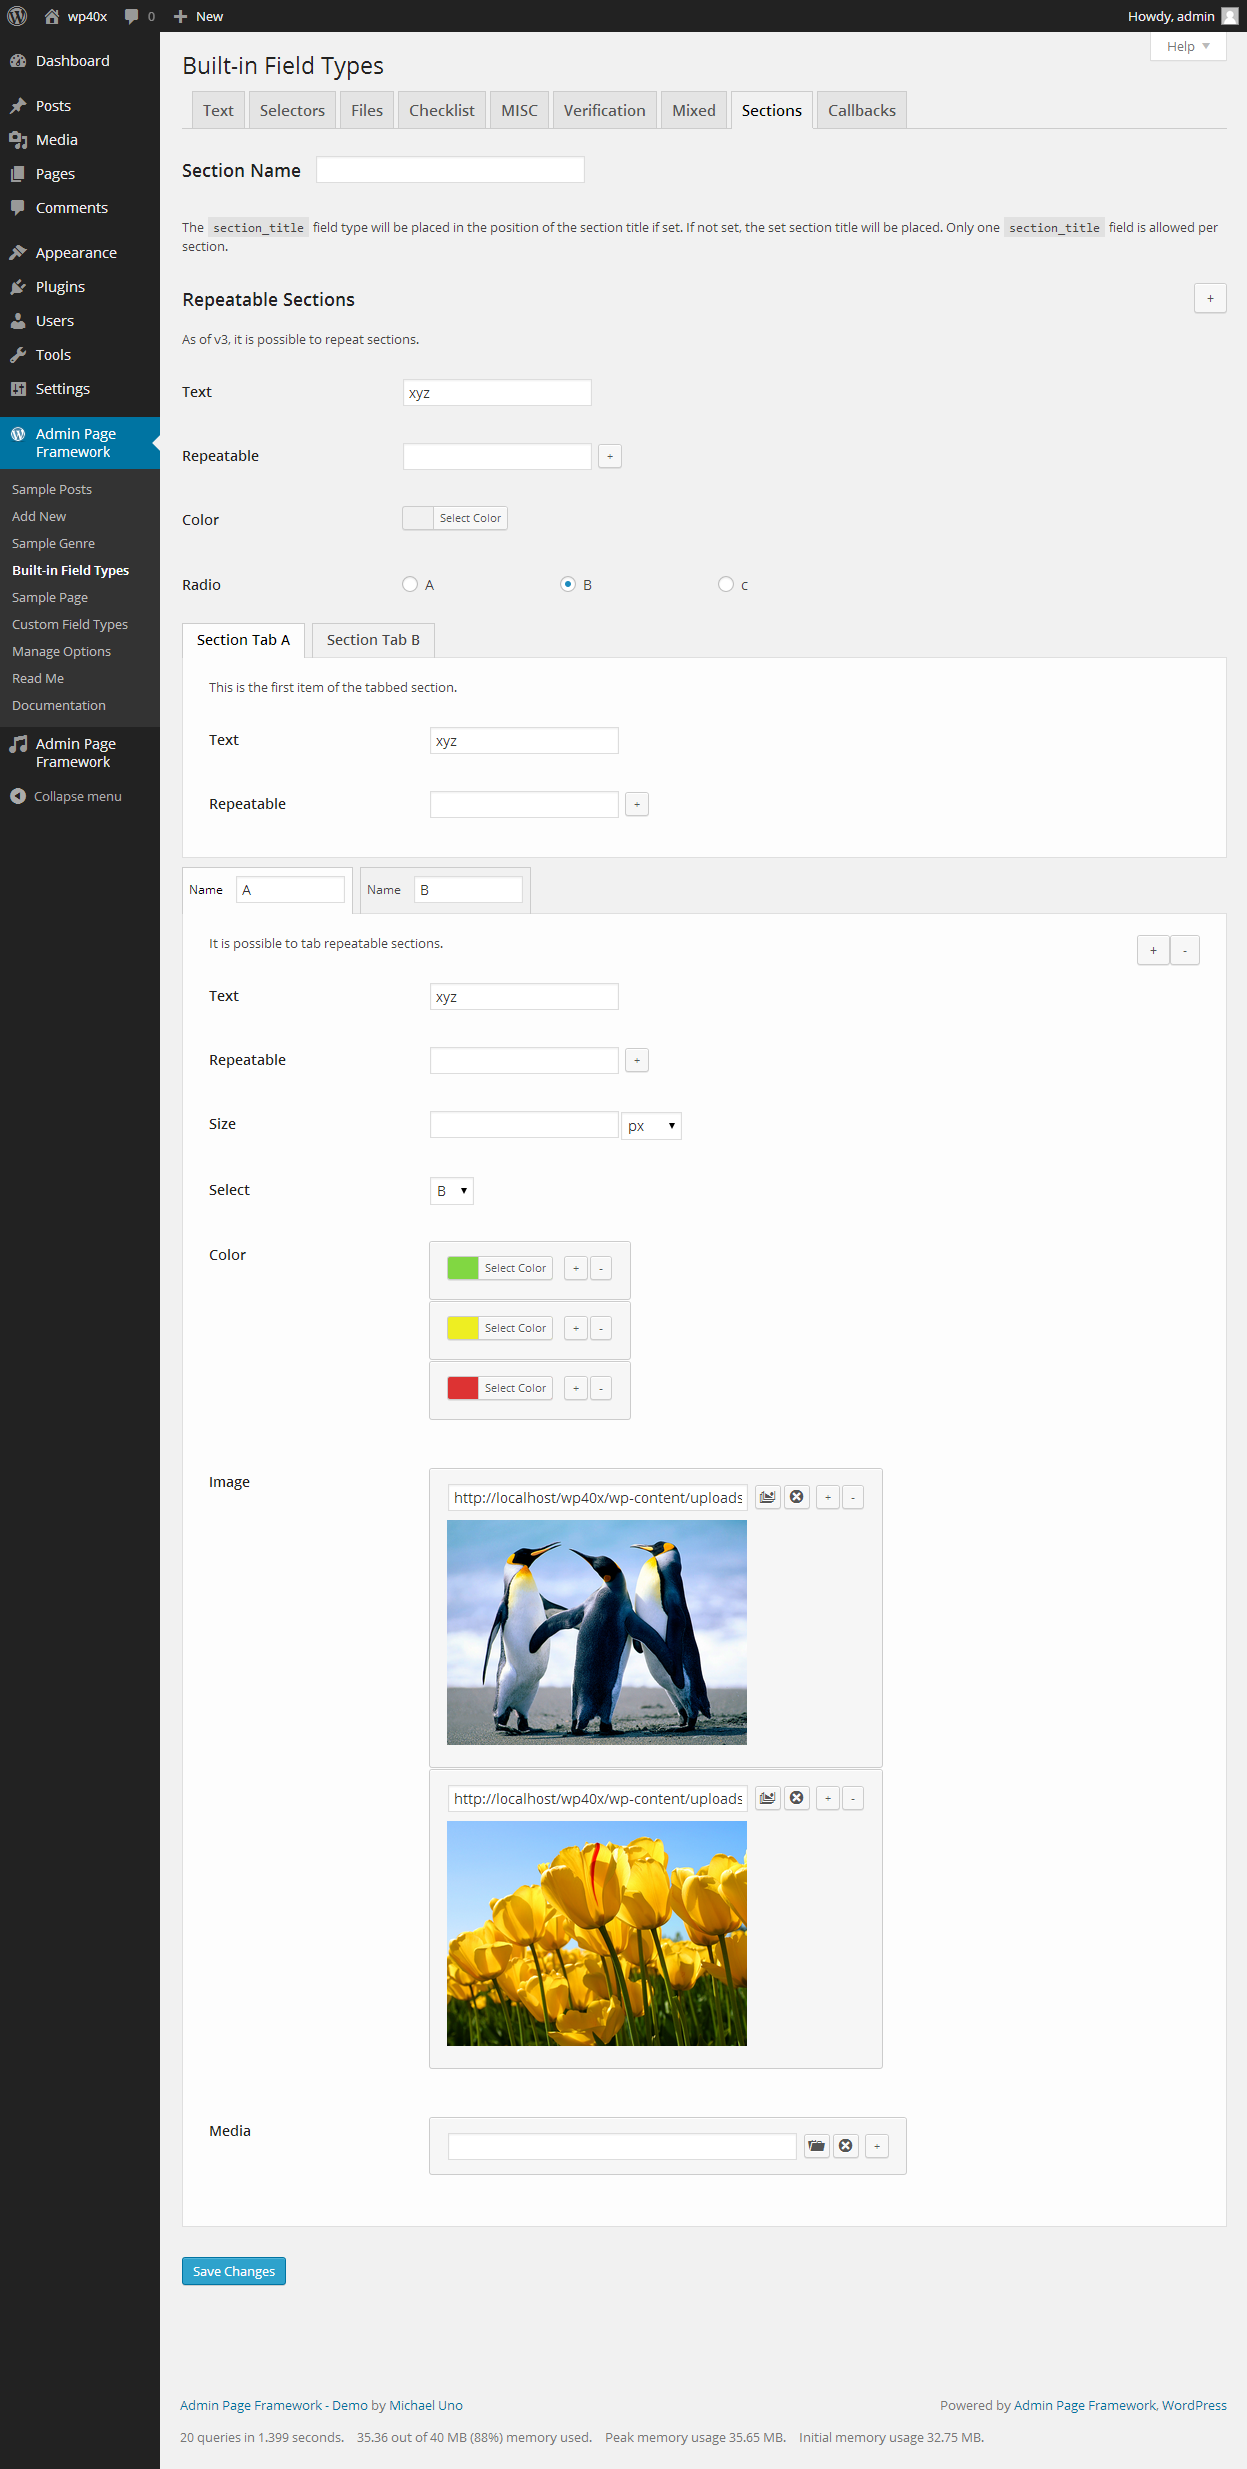 wp40x 0 New Howdy, admin
Help
Dashboard
Posts
Media
Pages
Comments
Appearance
Plugins
Users
Tools
Settings
Admin Page
Framework
Sample Posts
Add New
Sample Genre
Built-in Field Types
Sample Page
Custom Field Types
Manage Options
Read Me
Documentation
Admin Page
Framework
Collapse menu
Built-in Field Types
Text Selectors Files Checklist MISC Verification Mixed Sections Callbacks
Section Name
The section_title field type will be placed in the position of the section title if set. If not set, the set section title will be placed. Only one section_title field is allowed per
section.
Repeatable Sections +
As of v3, it is possible to repeat sections.
Text xyz
Repeatable +
Color Select Color
Radio A B c
Section Tab A Section Tab B
This is the first item of the tabbed section.
Text xyz
Repeatable +
Name A Name B
It is possible to tab repeatable sections. + -
Text xyz
Repeatable +
Size px
Select B
Color Select Color + -
Select Color + -
Select Color + -
Image http://localhost/wp40x/wp-content/uploads + -
http://localhost/wp40x/wp-content/uploads + -
Media +
Save Changes
Admin Page Framework - Demo by Michael Uno Powered by Admin Page Framework, WordPress
20 queries in 1.399 seconds. 35.36 out of 40 MB (88%) memory used. Peak memory usage 35.65 MB. Initial memory usage 32.75 MB.